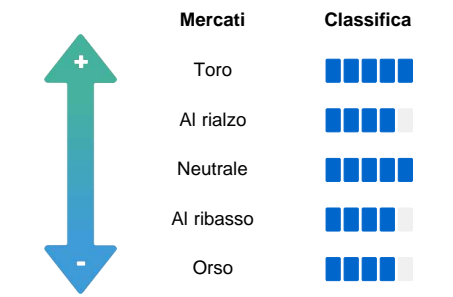 Mercati Classifica
+
Toro
Al rialzo
Neutrale
Al ribasso
-
Orso